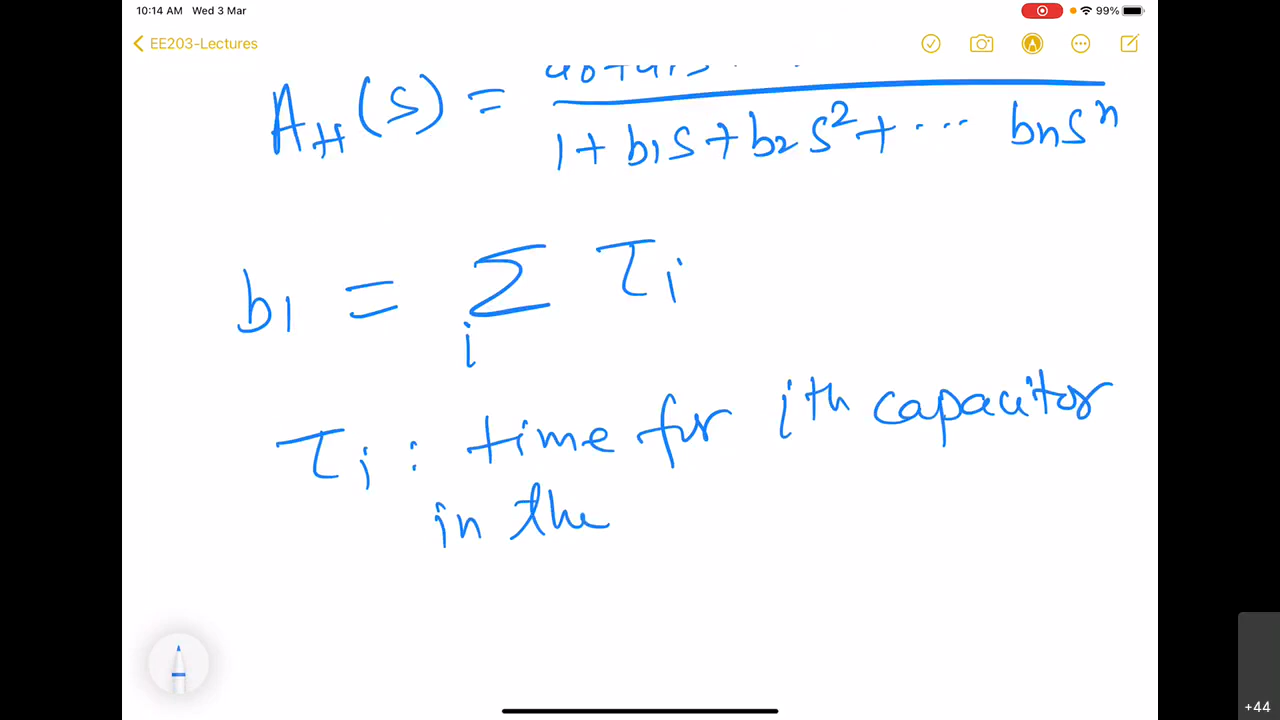 10:14 AM Wed 3 Mar 99%
EE203-Lectures
A_H(s) =
1 + b1s + b2s² + ... bnsⁿ
b1 = Σ τi
i
τi : time for ith capacitor
in the
+44